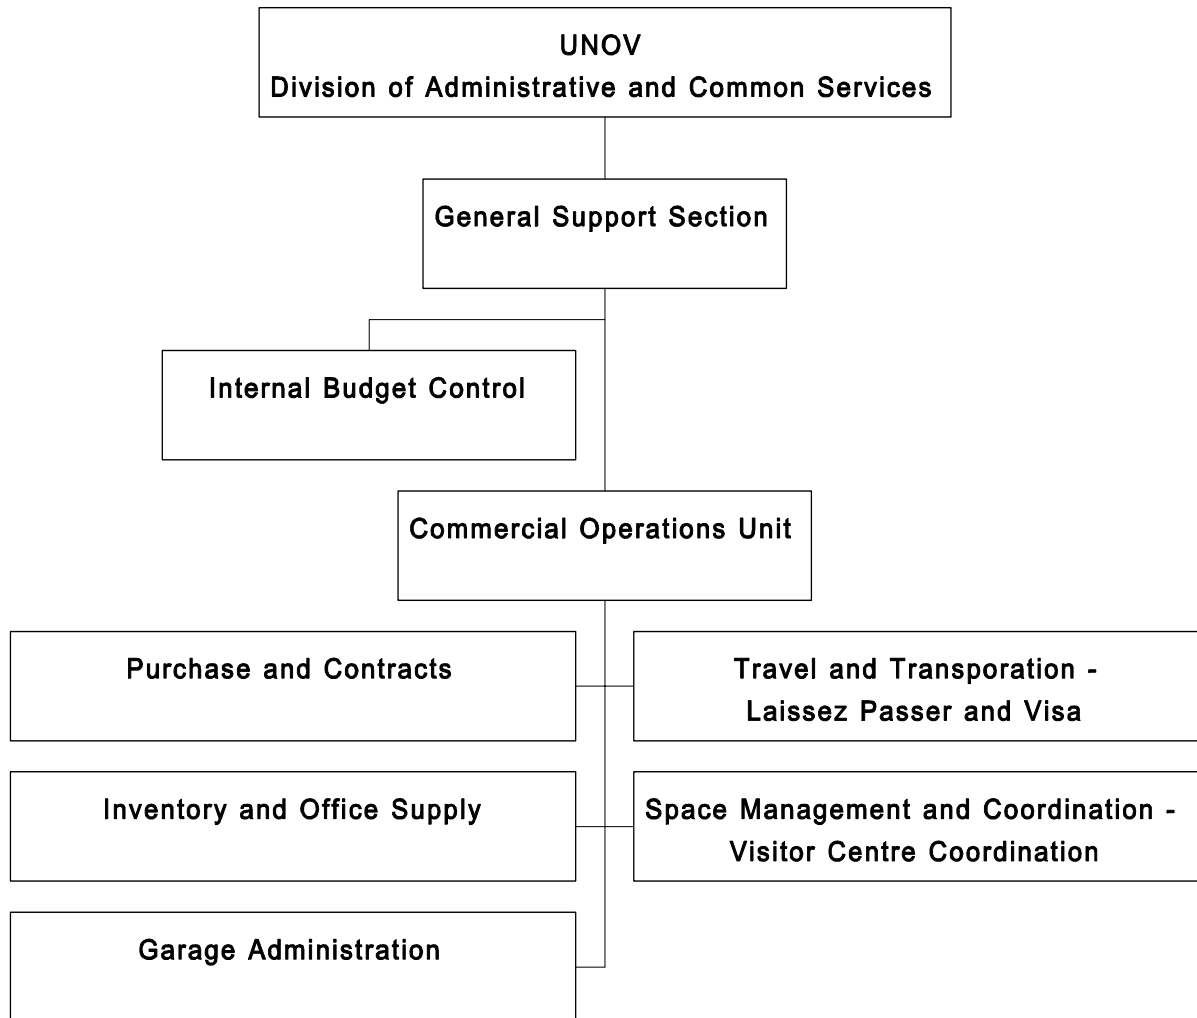 UNOV
Division of Administrative and Common Services
General Support Section
Internal Budget Control
Commercial Operations Unit
Purchase and Contracts
Travel and Transporation -
Laissez Passer and Visa
Inventory and Office Supply
Space Management and Coordination -
Visitor Centre Coordination
Garage Administration